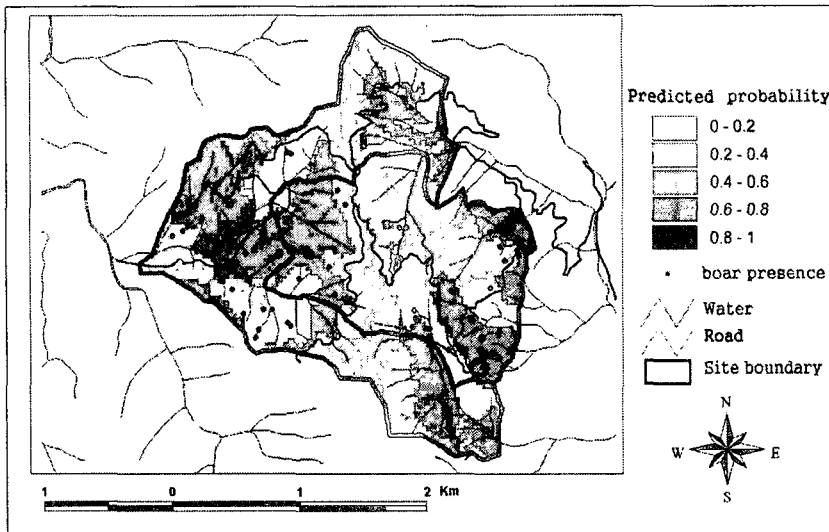 Predicted probability
0 - 0.2
0.2 - 0.4
0.4 - 0.6
0.6 - 0.8
0.8 - 1
boar presence
Water
Road
Site boundary
N
W E
S
1 0 1 2 Km